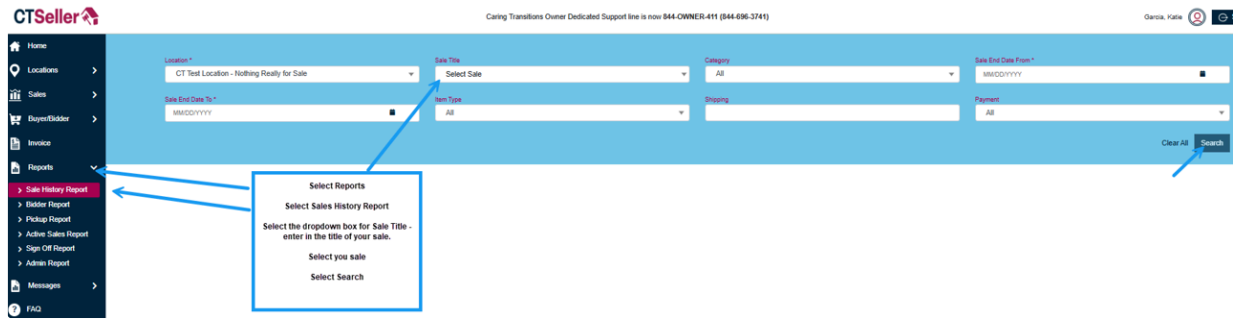 CTSeller
Caring Transitions Owner Dedicated Support line is now 844-OWNER-411 (844-696-3741)
Garcia, Katie
Home
Locations
Sales
Buyer/Bidder
Invoice
Reports
Sale History Report
Bidder Report
Pickup Report
Active Sales Report
Sign Off Report
Admin Report
Messages
FAQ
Location *
CT Test Location - Nothing Really for Sale
Sale Title
Select Sale
Category
All
Sale End Date From *
MM/DD/YYYY
Sale End Date To *
MM/DD/YYYY
Item Type
All
Shipping
Payment
All
Clear All
Search
Select Reports
Select Sales History Report
Select the dropdown box for Sale Title -
enter in the title of your sale.
Select you sale
Select Search